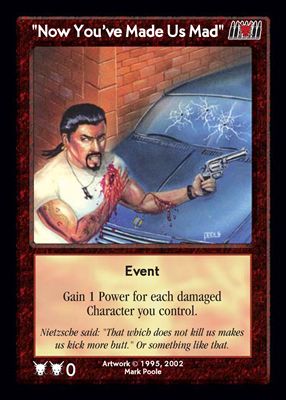 "Now You've Made Us Mad"
POOLE
Event
Gain 1 Power for each damaged
Character you control.
Nietzsche said: "That which does not kill us makes
us kick more butt." Or something like that.
0
Artwork © 1995, 2002
Mark Poole